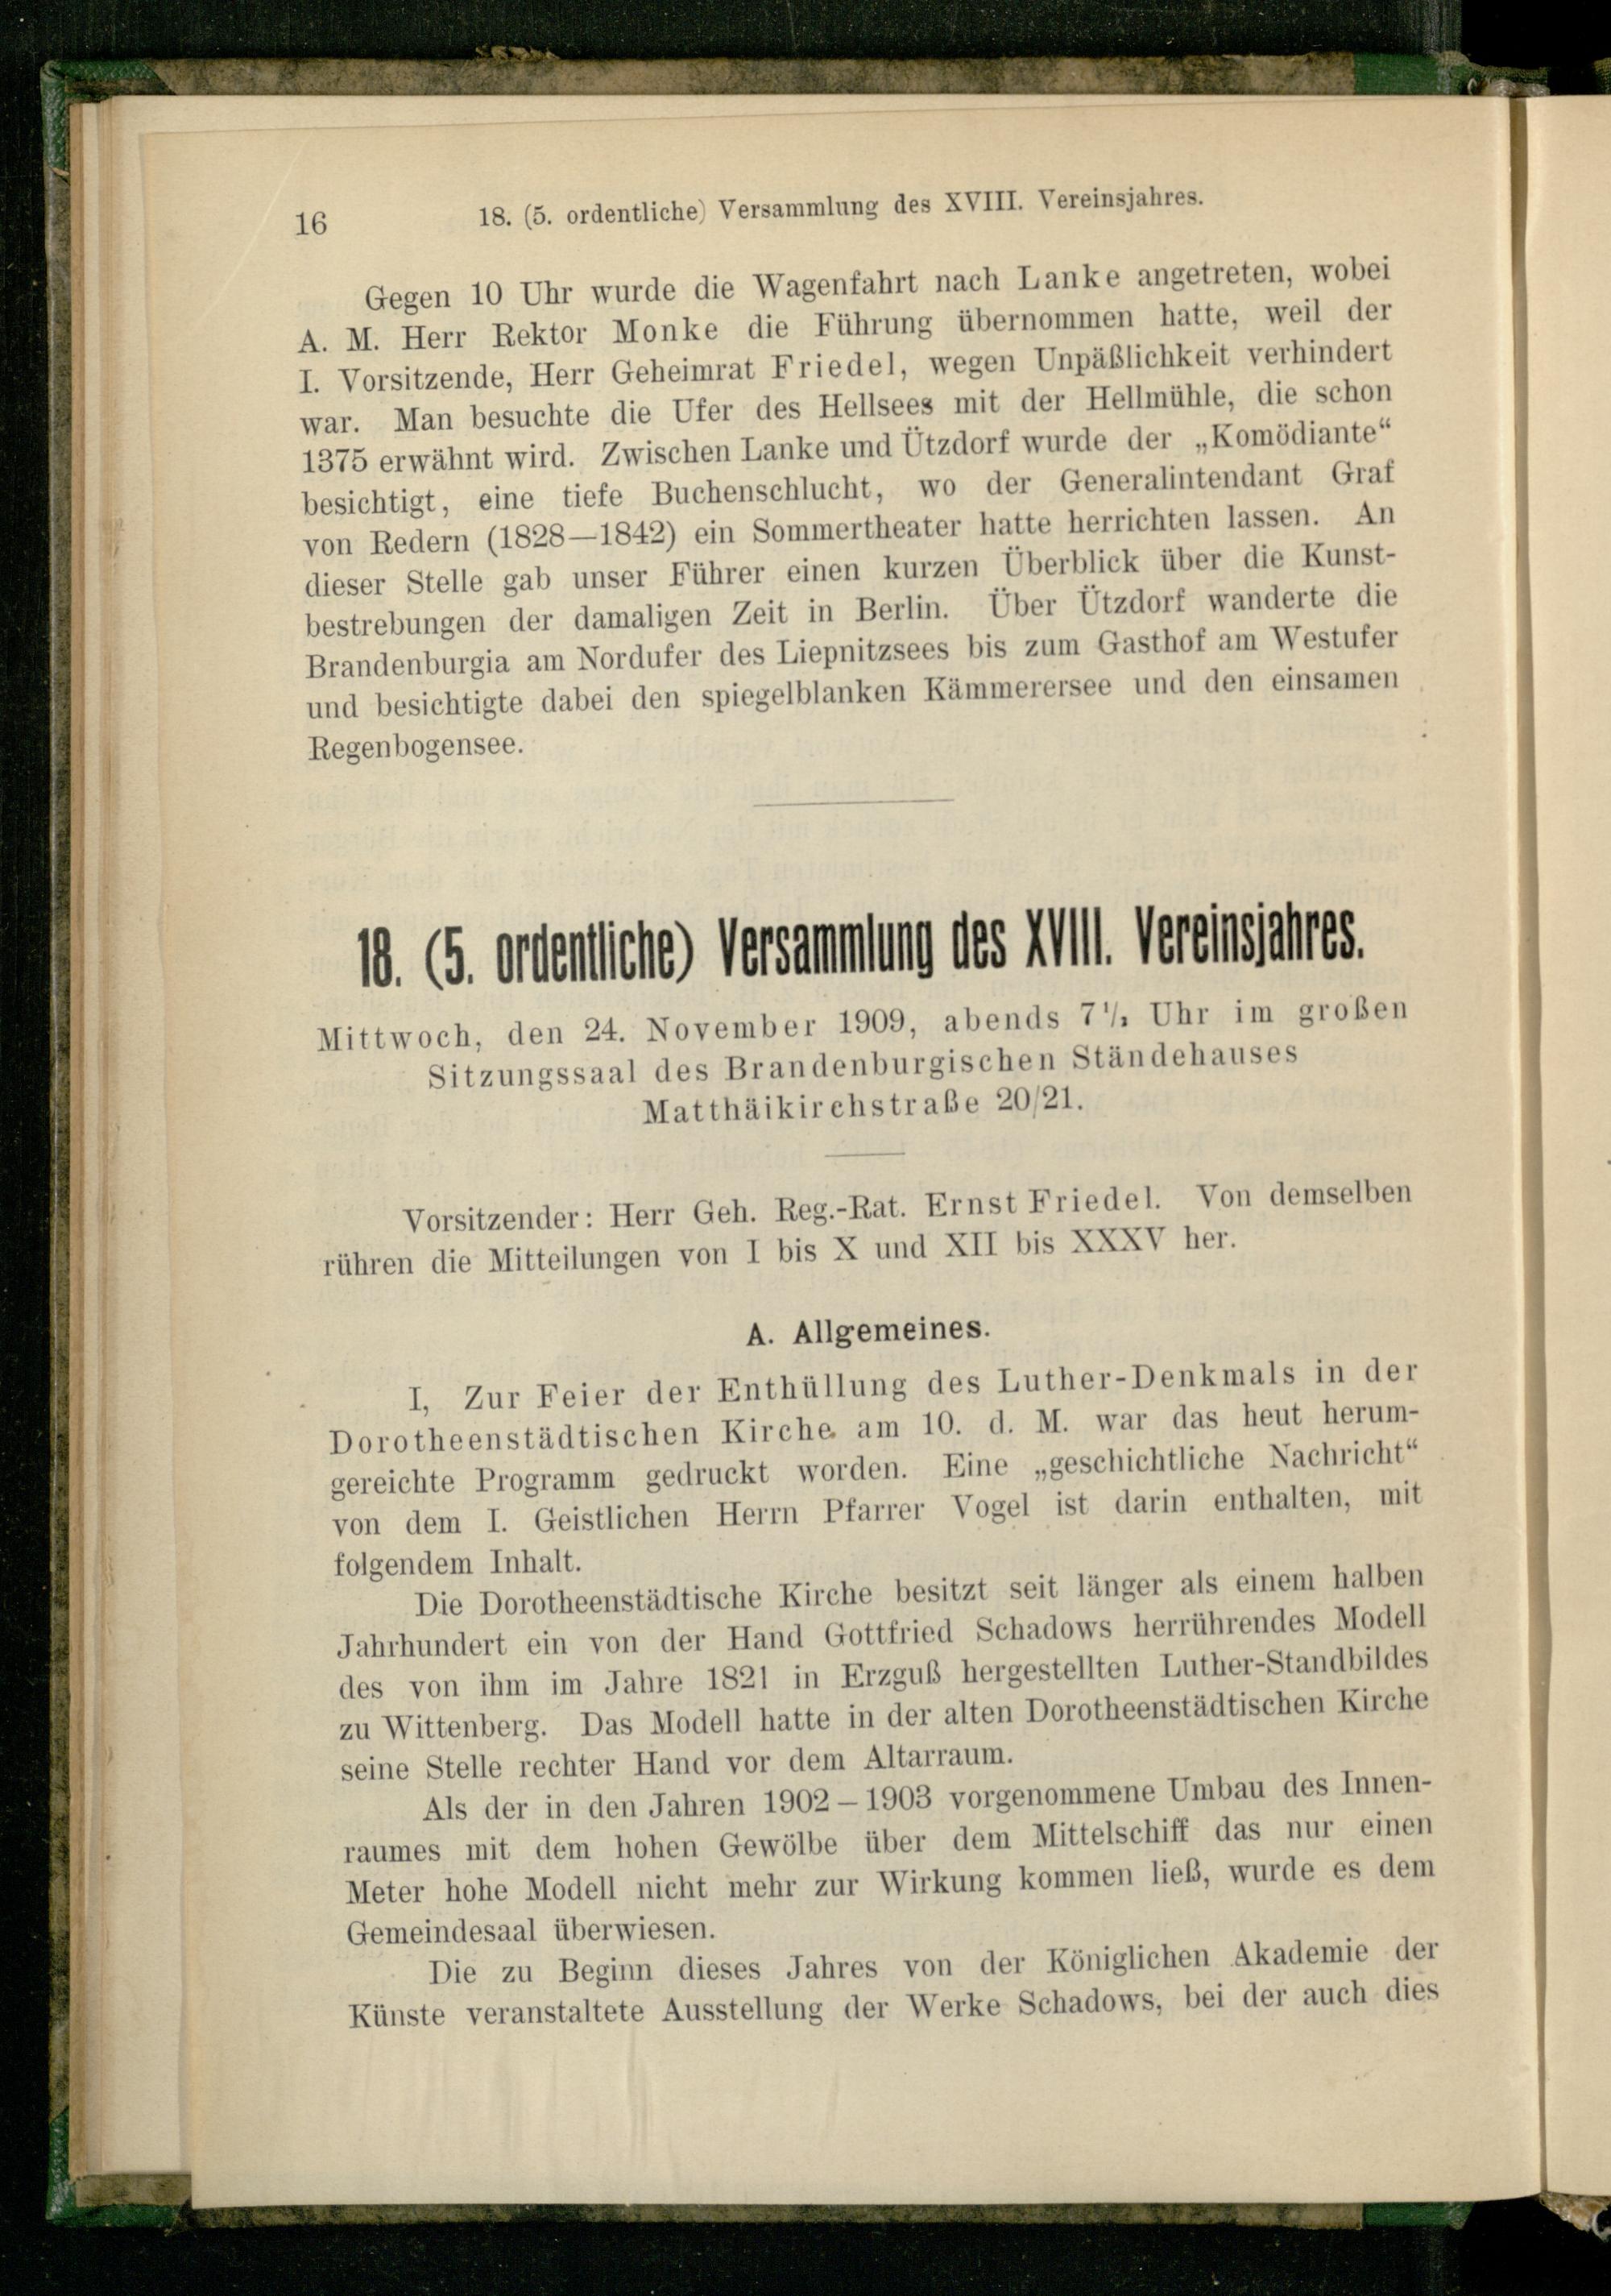 16
18. (5. ordentliche) Versammlung des XVIII. Vereinsjahres.
Gegen 10 Uhr wurde die Wagenfahrt nach Lanke angetreten, wobei
A. M. Herr Rektor Monke die Führung übernommen hatte, weil der
I. Vorsitzende, Herr Geheimrat Friedel, wegen Unpäßlichkeit verhindert
war. Man besuchte die Ufer des Hellsees mit der Hellmühle, die schon
1375 erwähnt wird. Zwischen Lanke und Ützdorf wurde der „Komödiante“
besichtigt, eine tiefe Buchenschlucht, wo der Generalintendant Graf
von Redern (1828—1842) ein Sommertheater hatte herrichten lassen. An
dieser Stelle gab unser Führer einen kurzen Überblick über die Kunst-
bestrebungen der damaligen Zeit in Berlin. Über Ützdorf wanderte die
Brandenburgia am Nordufer des Liepnitzsees bis zum Gasthof am Westufer
und besichtigte dabei den spiegelblanken Kämmerersee und den einsamen
Regenbogensee.
18. (5. ordentliche) Versammlung des XVIII. Vereinsjahres.
Mittwoch, den 24. November 1909, abends 7½ Uhr im großen
Sitzungssaal des Brandenburgischen Ständehauses
Matthäikirchstraße 20/21.
Vorsitzender: Herr Geh. Reg.-Rat. Ernst Friedel. Von demselben
rühren die Mitteilungen von I bis X und XII bis XXXV her.
A. Allgemeines.
I, Zur Feier der Enthüllung des Luther-Denkmals in der
Dorotheenstädtischen Kirche am 10. d. M. war das heut herum-
gereichte Programm gedruckt worden. Eine „geschichtliche Nachricht“
von dem I. Geistlichen Herrn Pfarrer Vogel ist darin enthalten, mit
folgendem Inhalt.
Die Dorotheenstädtische Kirche besitzt seit länger als einem halben
Jahrhundert ein von der Hand Gottfried Schadows herrührendes Modell
des von ihm im Jahre 1821 in Erzguß hergestellten Luther-Standbildes
zu Wittenberg. Das Modell hatte in der alten Dorotheenstädtischen Kirche
seine Stelle rechter Hand vor dem Altarraum.
Als der in den Jahren 1902–1903 vorgenommene Umbau des Innen-
raumes mit dem hohen Gewölbe über dem Mittelschiff das nur einen
Meter hohe Modell nicht mehr zur Wirkung kommen ließ, wurde es dem
Gemeindesaal überwiesen.
Die zu Beginn dieses Jahres von der Königlichen Akademie der
Künste veranstaltete Ausstellung der Werke Schadows, bei der auch dies